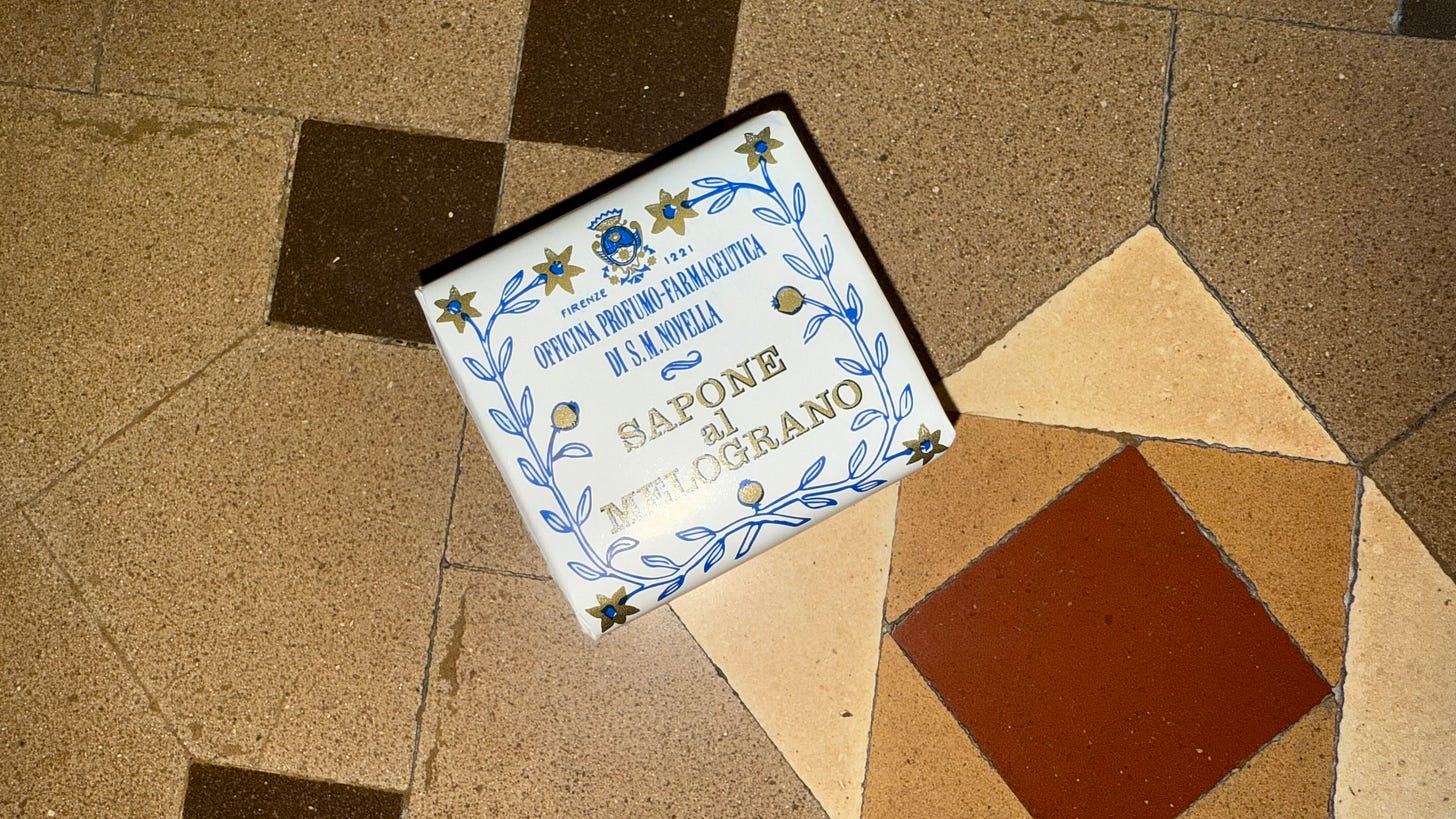 FIRENZE 1221
OFFICINA PROFUMO-FARMACEUTICA
DI S. M. NOVELLA
SAPONE
al
MELOGRANO